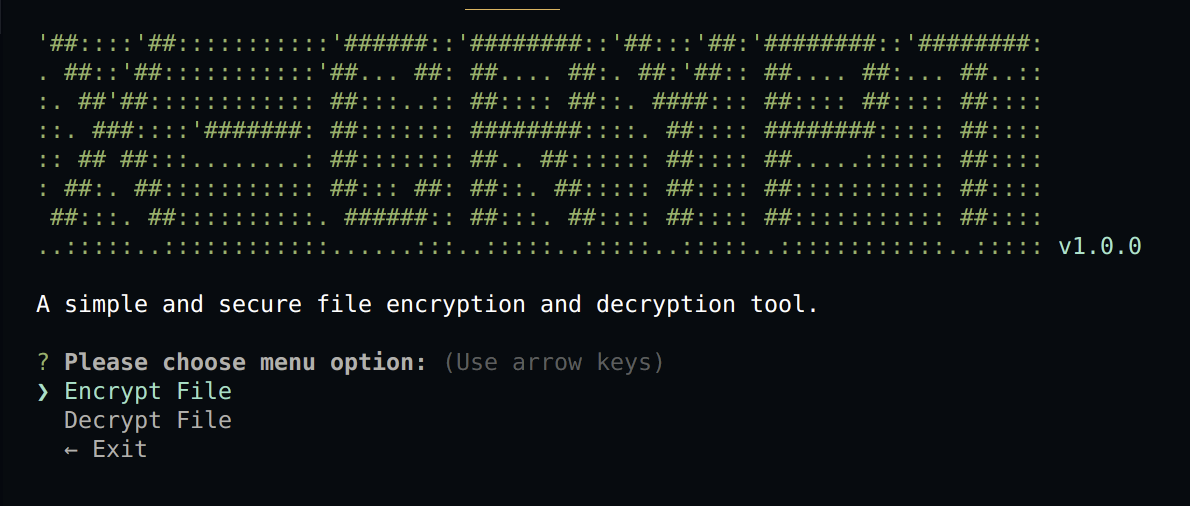 '##::::'##:::::::::::'######::'########::'##:::'##:'########::'########:
. ##::'##:::::::::::'##... ##: ##.... ##:. ##:'##:: ##.... ##:... ##..::
:. ##'##:::::::::::: ##:::..:: ##:::: ##::. ####::: ##:::: ##:::: ##::::
::. ###::::'#######: ##::::::: ########::::. ##:::: ########::::: ##::::
:: ## ##:::........: ##::::::: ##.. ##:::::: ##:::: ##.....:::::: ##::::
: ##:. ##::::::::::: ##::: ##: ##::. ##::::: ##:::: ##::::::::::: ##::::
 ##:::. ##::::::::::. ######:: ##:::. ##:::: ##:::: ##::::::::::: ##::::
..:::::..::::::::::::......:::..:::::..:::::..:::::..::::::::::::..::::: v1.0.0
A simple and secure file encryption and decryption tool.
? Please choose menu option: (Use arrow keys)
❯ Encrypt File
Decrypt File
← Exit